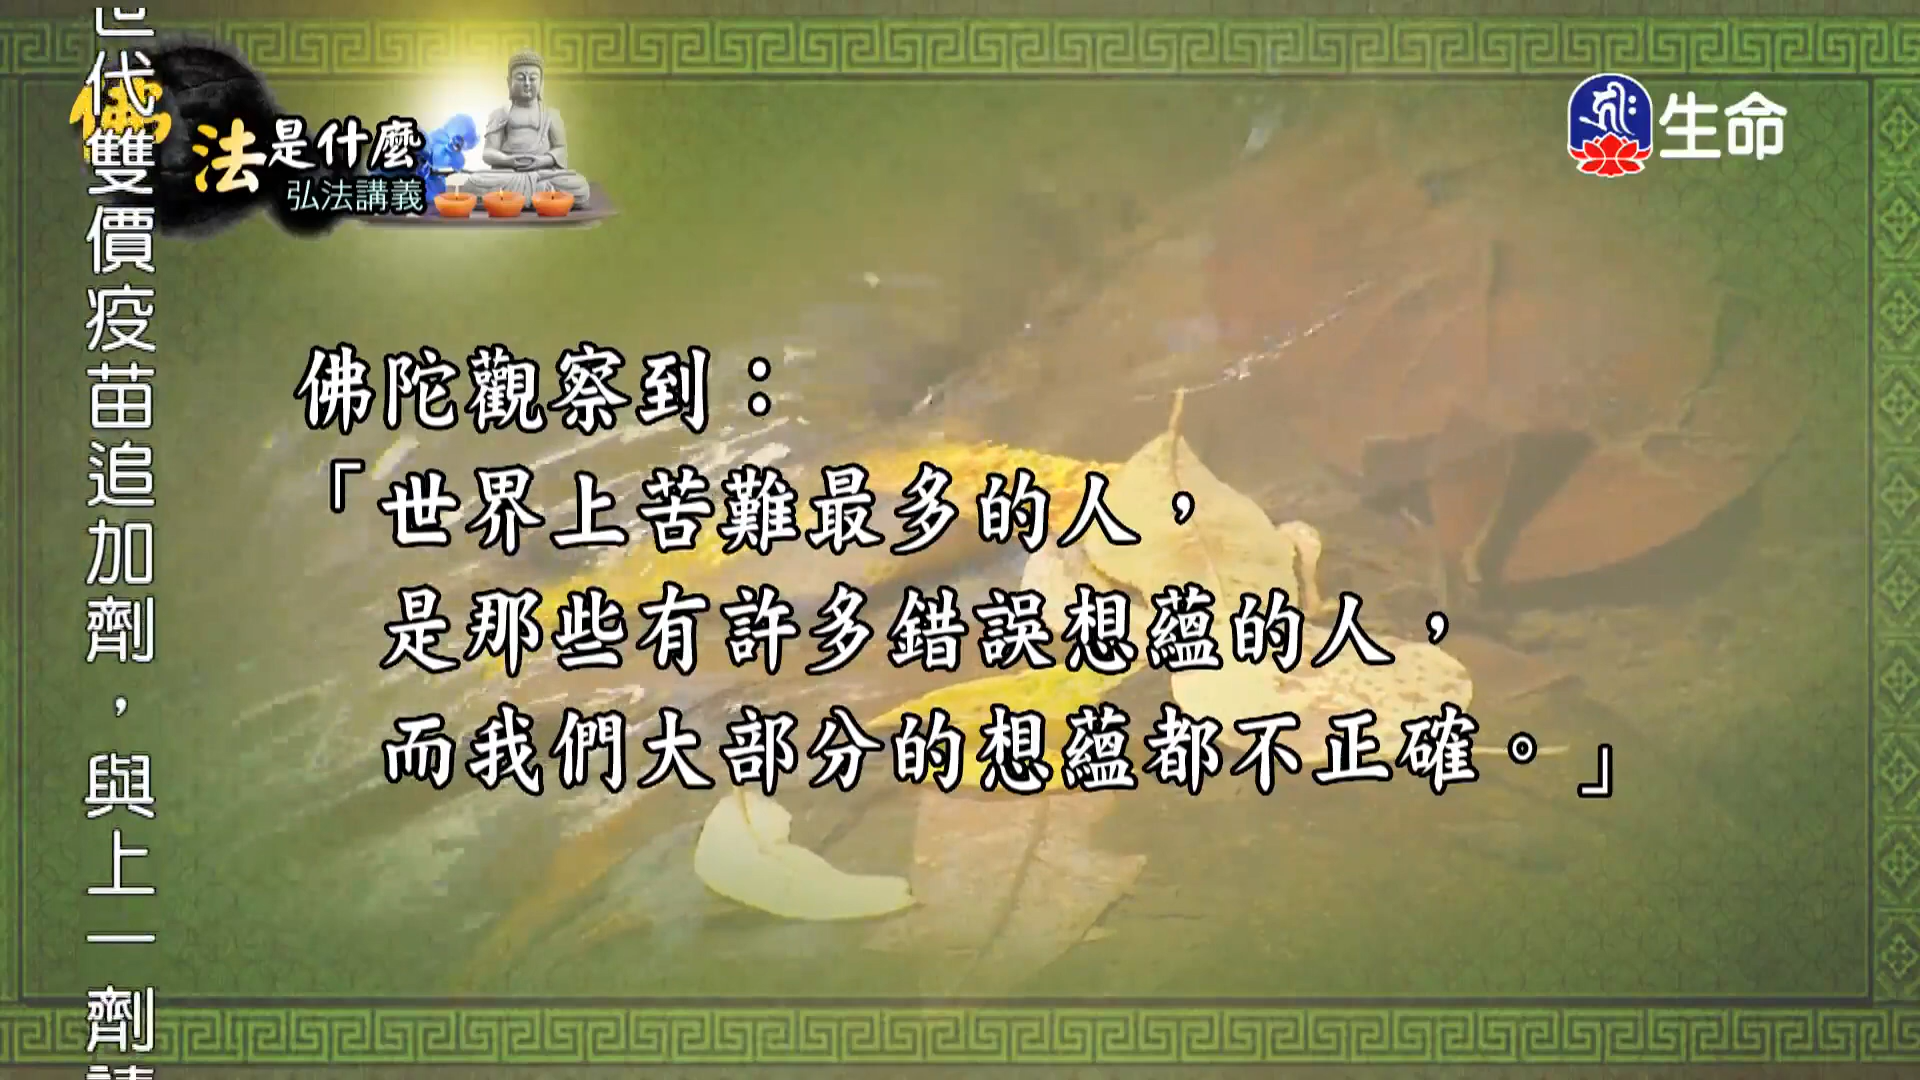 佛法是什麼
弘法講義
生命
佛陀觀察到：
「世界上苦難最多的人，
是那些有許多錯誤想蘊的人，
而我們大部分的想蘊都不正確。」
代雙價疫苗追加劑，與上一劑